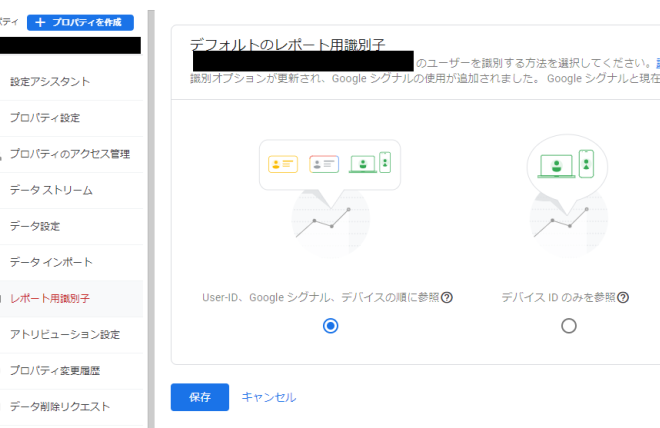 パティ
+ プロパティを作成
設定アシスタント
プロパティ設定
プロパティのアクセス管理
データ ストリーム
データ設定
データ インポート
レポート用識別子
アトリビューション設定
プロパティ変更履歴
データ削除リクエスト
デフォルトのレポート用識別子
のユーザーを識別する方法を選択してください。
識別オプションが更新され、Google シグナルの使用が追加されました。 Google シグナルと現在
User-ID、Google シグナル、デバイスの順に参照
デバイス ID のみを参照
保存
キャンセル